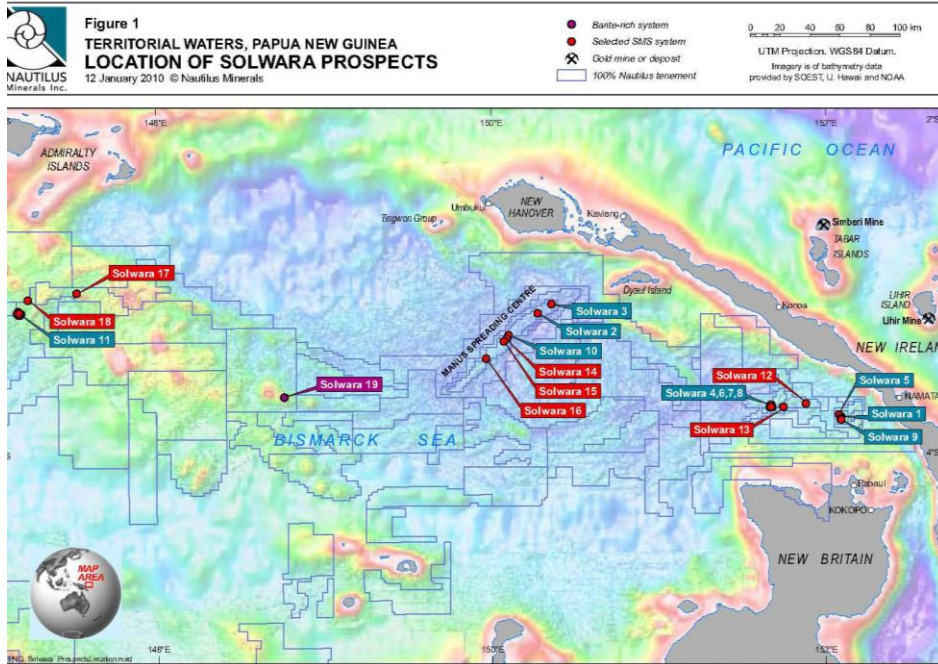 NAUTILUS
Minerals Inc.
Figure 1
TERRITORIAL WATERS, PAPUA NEW GUINEA
LOCATION OF SOLWARA PROSPECTS
12 January 2010 © Nautilus Minerals
Barite-rich system
Selected SMS system
Gold mine or deposit
100% Nautilus tenement
0 20 40 60 80 100 km
UTM Projection. WGS84 Datum.
Imagery is of bathymetry data
provided by SOEST, U. Hawaii and NOAA
148°E
150°E
152°E
2°S
ADMIRALTY
ISLANDS
PACIFIC OCEAN
Umbukul
NEW
HANOVER
Kavieng
Tingwon Group
Simberi Mine
TABAR
ISLANDS
Dyaul Island
LIHIR
ISLAND
Lihir Mine
Konos
NEW IRELAN
NAMATA
Solwara 17
Solwara 18
Solwara 11
MANUS SPREADING CENTRE
Solwara 3
Solwara 2
Solwara 10
Solwara 14
Solwara 15
Solwara 16
Solwara 19
Solwara 12
Solwara 4,6,7,8
Solwara 13
Solwara 5
Solwara 1
Solwara 9
BISMARCK SEA
4°S
Rabaul
KOKOPO
NEW BRITAIN
MAP
AREA
148°E
150°E
152°E